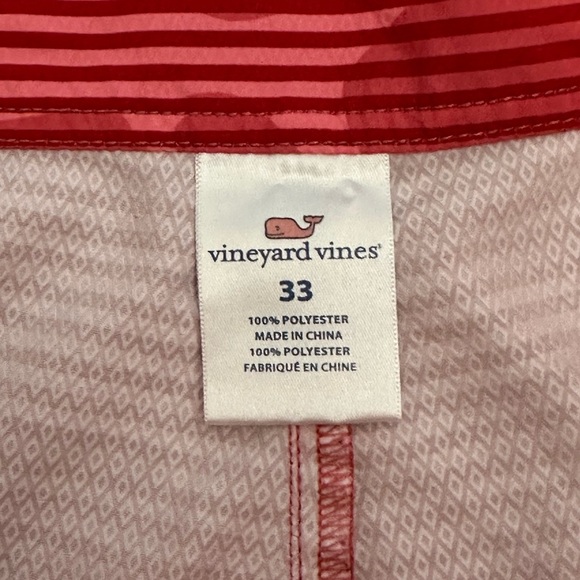 vineyard vines®
33
100% POLYESTER
MADE IN CHINA
100% POLYESTER
FABRIQUÉ EN CHINE